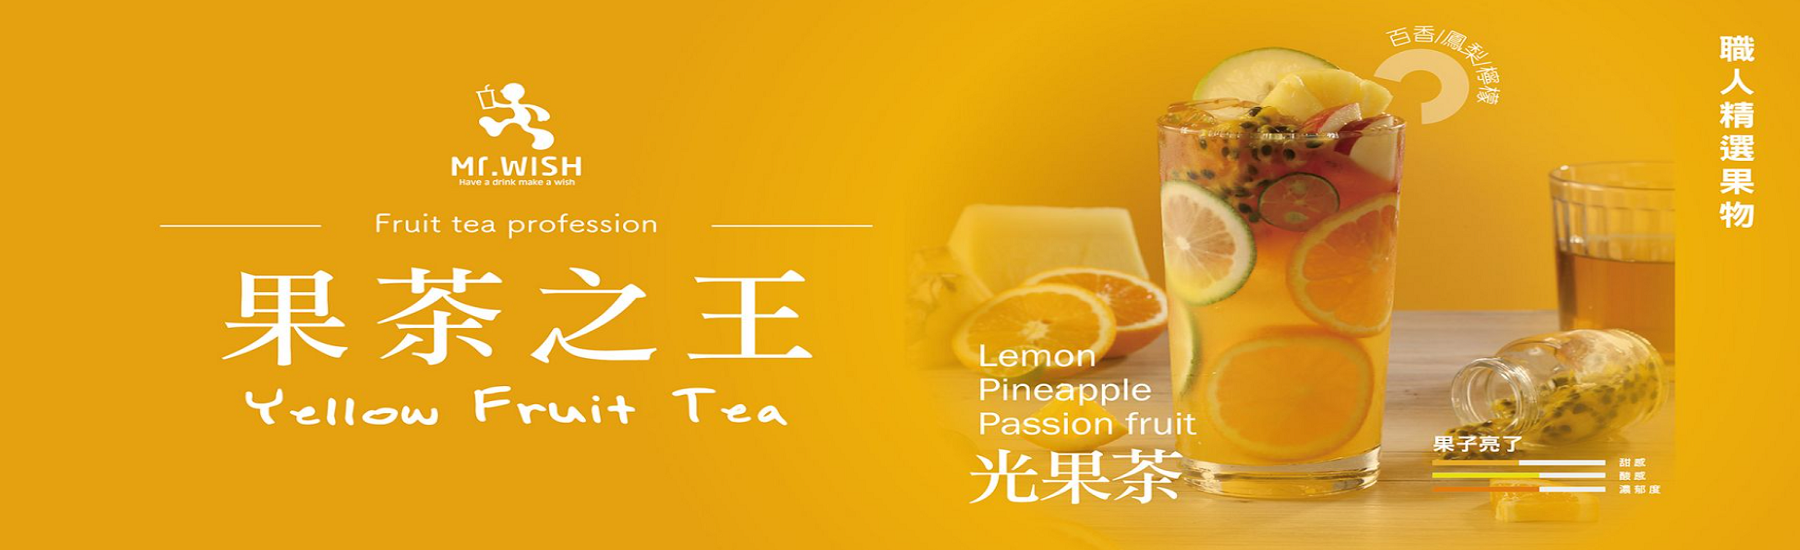 Mr.WISH
Have a drink make a wish
Fruit tea profession
果茶之王
Yellow Fruit Tea
百香/鳳梨/檸檬
Lemon
Pineapple
Passion fruit
光果茶
果子亮了
甜感
酸感
濃郁度
職人精選果物